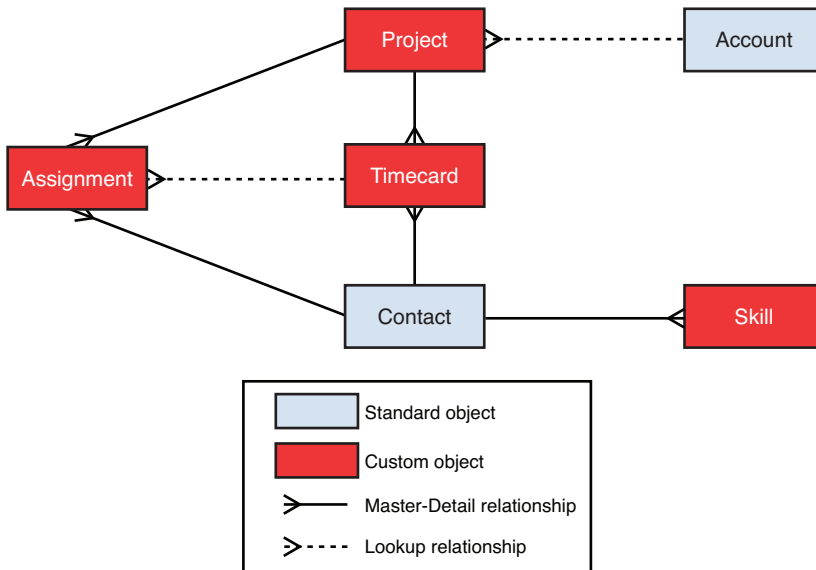 Project
Account
Assignment
Timecard
Contact
Skill
Standard object
Custom object
Master-Detail relationship
Lookup relationship